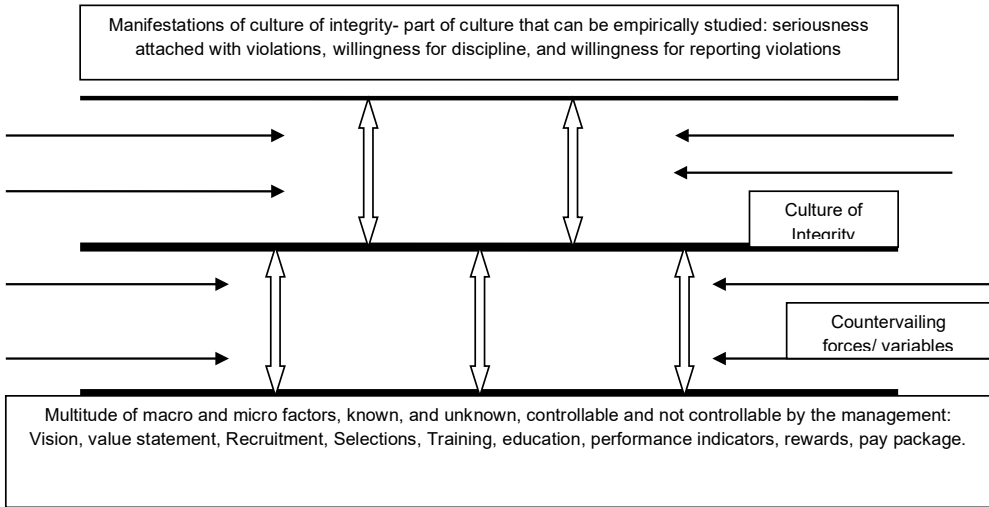 Manifestations of culture of integrity- part of culture that can be empirically studied: seriousness
attached with violations, willingness for discipline, and willingness for reporting violations
Culture of
Integrity
Countervailing
forces/ variables
Multitude of macro and micro factors, known, and unknown, controllable and not controllable by the management:
Vision, value statement, Recruitment, Selections, Training, education, performance indicators, rewards, pay package.